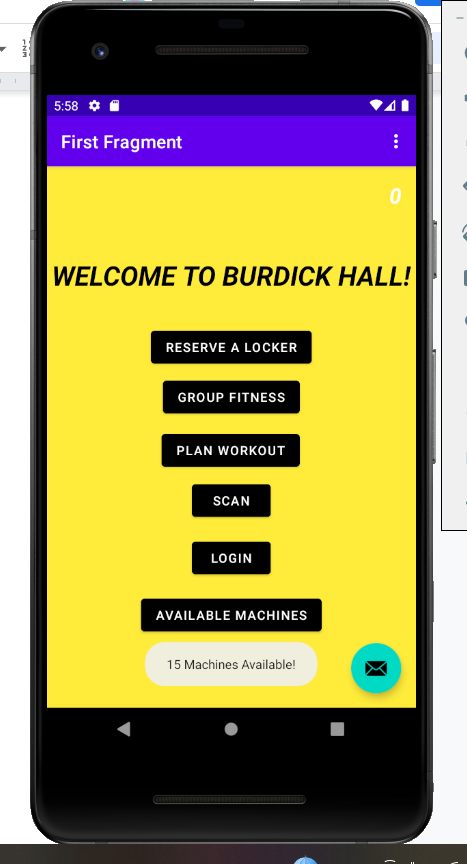 5:58
First Fragment
0
WELCOME TO BURDICK HALL!
RESERVE A LOCKER
GROUP FITNESS
PLAN WORKOUT
SCAN
LOGIN
AVAILABLE MACHINES
15 Machines Available!